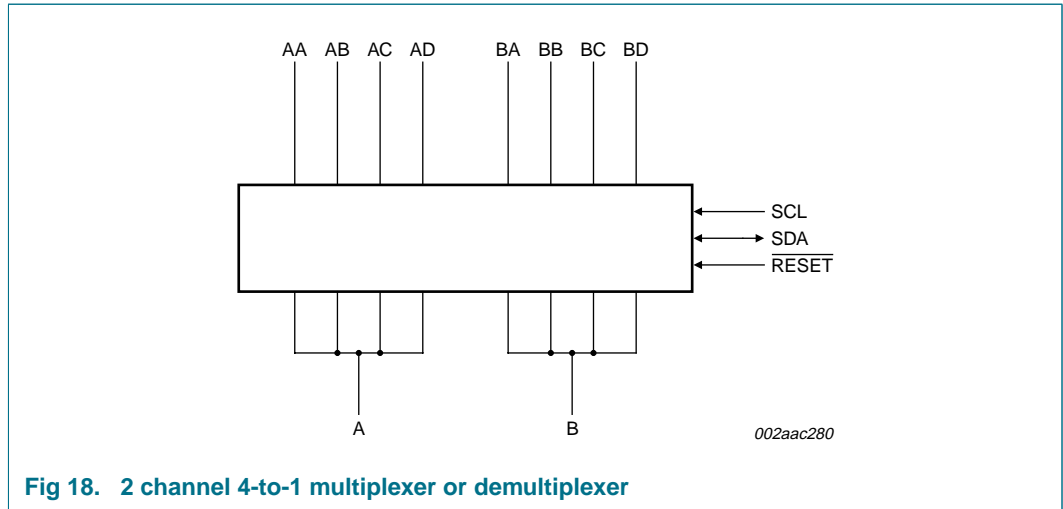 AA AB AC AD BA BB BC BD
SCL
SDA
RESET
A B
002aac280
Fig 18. 2 channel 4-to-1 multiplexer or demultiplexer